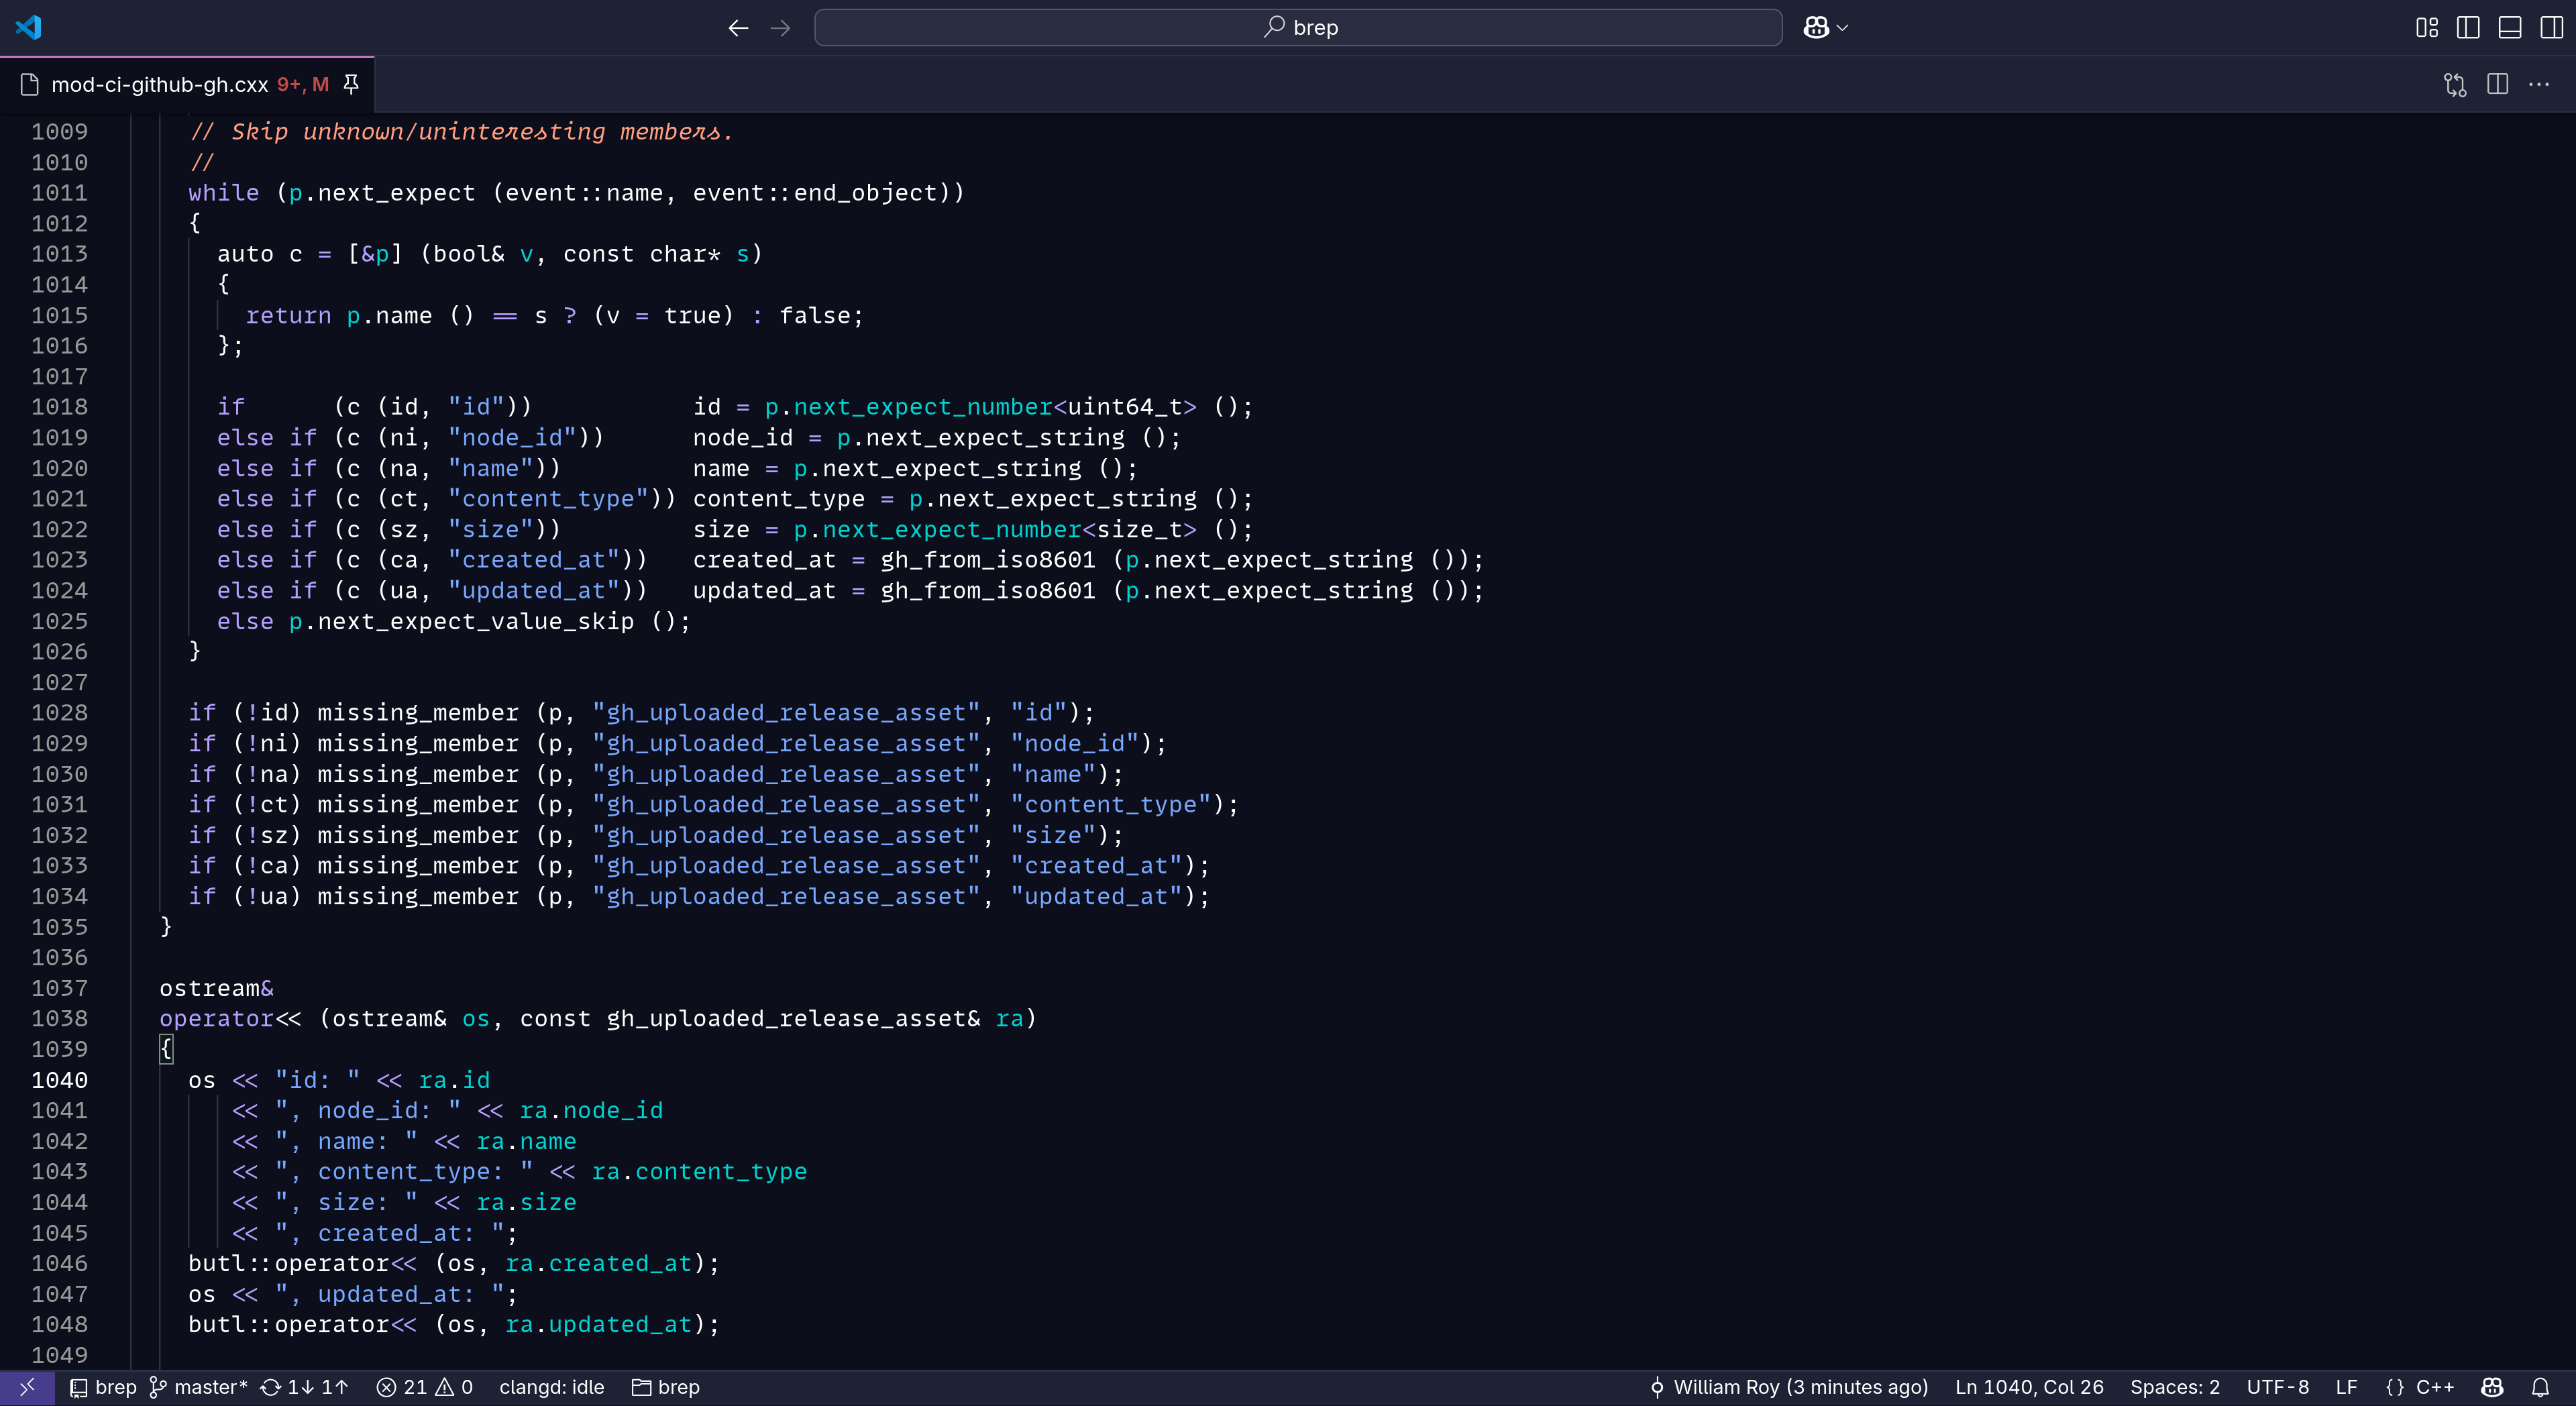 brep
mod-ci-github-gh.cxx 9+, M
1009 // Skip unknown/uninteresting members.
1010 //
1011 while (p.next_expect (event::name, event::end_object))
1012 {
1013 auto c = [&p] (bool& v, const char* s)
1014 {
1015 return p.name () == s ? (v = true) : false;
1016 };
1017
1018 if (c (id, "id")) id = p.next_expect_number<uint64_t> ();
1019 else if (c (ni, "node_id")) node_id = p.next_expect_string ();
1020 else if (c (na, "name")) name = p.next_expect_string ();
1021 else if (c (ct, "content_type")) content_type = p.next_expect_string ();
1022 else if (c (sz, "size")) size = p.next_expect_number<size_t> ();
1023 else if (c (ca, "created_at")) created_at = gh_from_iso8601 (p.next_expect_string ());
1024 else if (c (ua, "updated_at")) updated_at = gh_from_iso8601 (p.next_expect_string ());
1025 else p.next_expect_value_skip ();
1026 }
1027
1028 if (!id) missing_member (p, "gh_uploaded_release_asset", "id");
1029 if (!ni) missing_member (p, "gh_uploaded_release_asset", "node_id");
1030 if (!na) missing_member (p, "gh_uploaded_release_asset", "name");
1031 if (!ct) missing_member (p, "gh_uploaded_release_asset", "content_type");
1032 if (!sz) missing_member (p, "gh_uploaded_release_asset", "size");
1033 if (!ca) missing_member (p, "gh_uploaded_release_asset", "created_at");
1034 if (!ua) missing_member (p, "gh_uploaded_release_asset", "updated_at");
1035 }
1036
1037 ostream&
1038 operator<< (ostream& os, const gh_uploaded_release_asset& ra)
1039 {
1040 os << "id: " << ra.id
1041 << ", node_id: " << ra.node_id
1042 << ", name: " << ra.name
1043 << ", content_type: " << ra.content_type
1044 << ", size: " << ra.size
1045 << ", created_at: ";
1046 butl::operator<< (os, ra.created_at);
1047 os << ", updated_at: ";
1048 butl::operator<< (os, ra.updated_at);
1049
brep master* 1↓ 1↑ 21 0 clangd: idle brep William Roy (3 minutes ago) Ln 1040, Col 26 Spaces: 2 UTF-8 LF {} C++